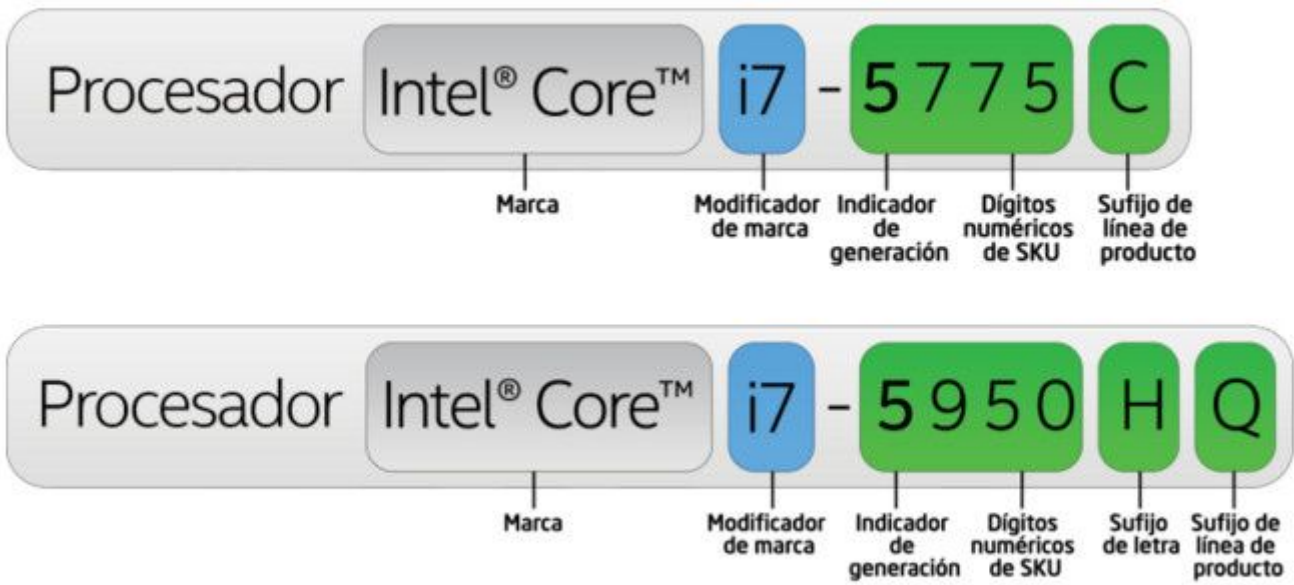 Procesador Intel® Core™ i7 - 5775 C
Marca
Modificador de marca
Indicador de generación
Dígitos numéricos de SKU
Sufijo de línea de producto
Procesador Intel® Core™ i7 - 5950 H Q
Marca
Modificador de marca
Indicador de generación
Dígitos numéricos de SKU
Sufijo de letra
Sufijo de línea de producto